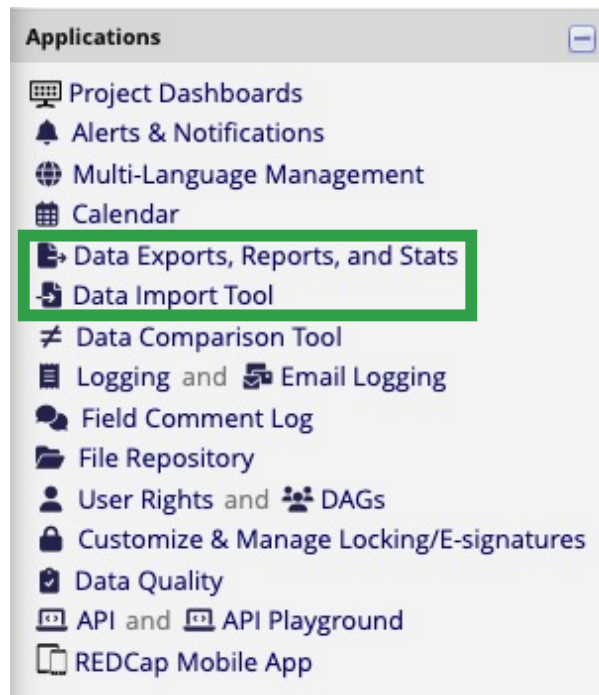 Applications
Project Dashboards
Alerts & Notifications
Multi-Language Management
Calendar
Data Exports, Reports, and Stats
Data Import Tool
Data Comparison Tool
Logging and Email Logging
Field Comment Log
File Repository
User Rights and DAGs
Customize & Manage Locking/E-signatures
Data Quality
API and API Playground
REDCap Mobile App